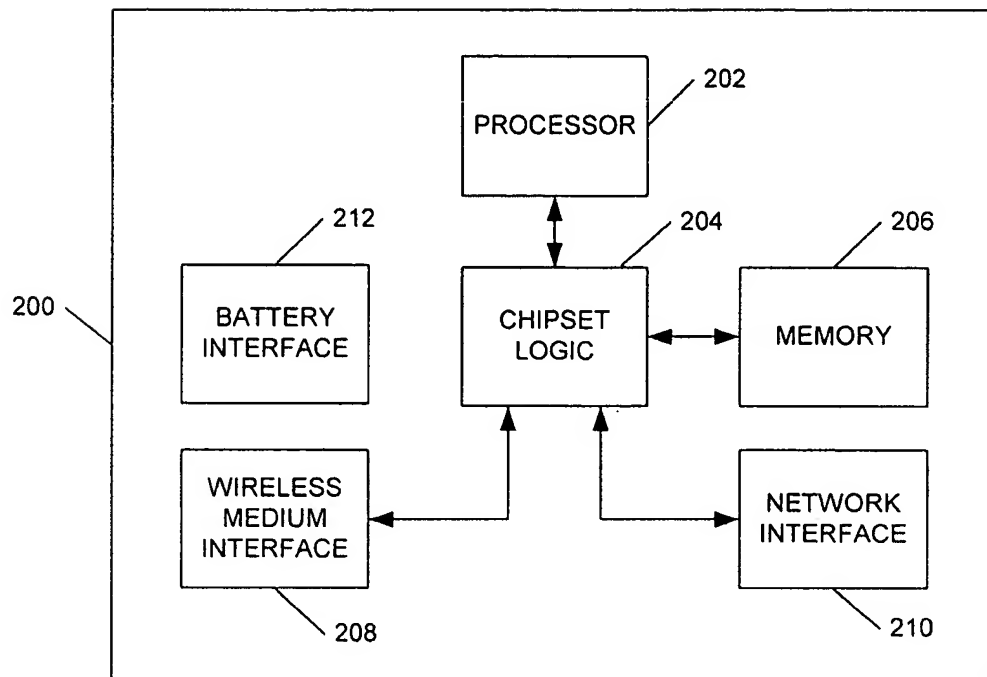 202
PROCESSOR
212
204
206
200
BATTERY
INTERFACE
CHIPSET
LOGIC
MEMORY
WIRELESS
MEDIUM
INTERFACE
NETWORK
INTERFACE
208
210